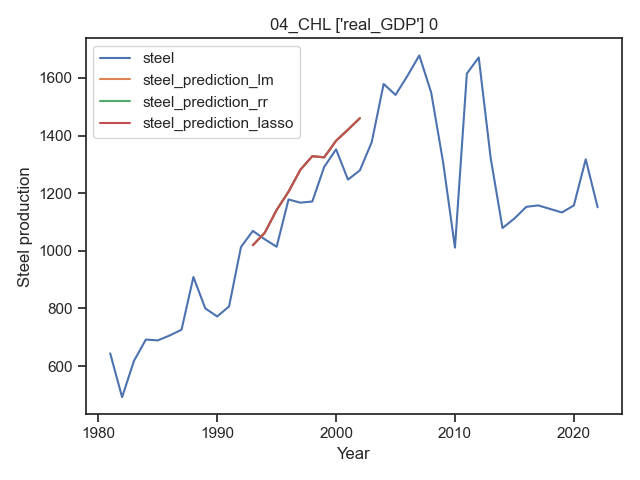 04_CHL ['real_GDP'] 0
steel
steel_prediction_lm
steel_prediction_rr
steel_prediction_lasso
Steel production
1600
1400
1200
1000
800
600
1980
1990
2000
2010
2020
Year